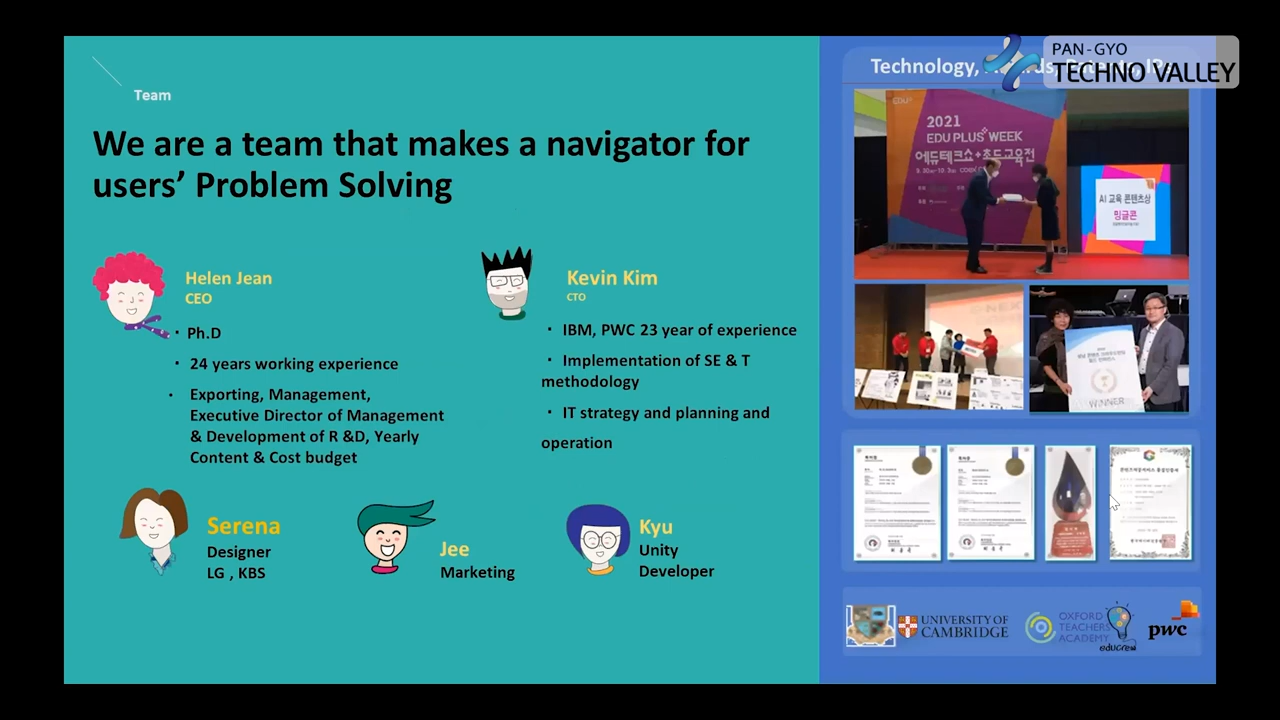 PAN-GYO
TECHNO VALLEY
Technology,
Team
We are a team that makes a navigator for
users’ Problem Solving
Helen Jean
CEO
· Ph.D
· 24 years working experience
· Exporting, Management,
Executive Director of Management
& Development of R &D, Yearly
Content & Cost budget
Kevin Kim
CTO
· IBM, PWC 23 year of experience
· Implementation of SE & T
methodology
· IT strategy and planning and
operation
Serena
Designer
LG , KBS
Jee
Marketing
Kyu
Unity
Developer
2021
EDU PLUS WEEK
에듀테크쇼+초등교육전
AI 교육 콘텐츠상
밍글콘
WINNER
UNIVERSITY OF
CAMBRIDGE
OXFORD
TEACHERS
ACADEMY
educrew
pwc